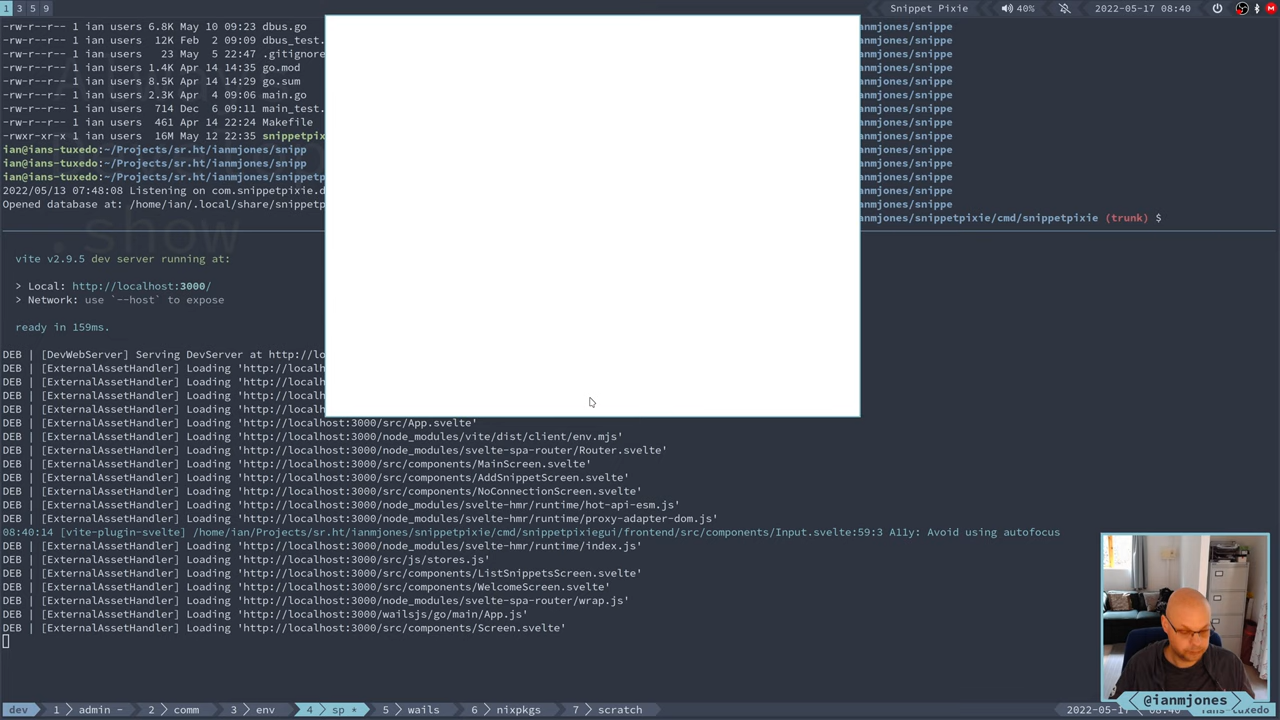 1 3 5 9
Snippet Pixie
40%
2022-05-17 08:40
-rw-r--r-- 1 ian users 6.8K May 10 09:23 dbus.go
-rw-r--r-- 1 ian users 12K Feb 2 09:09 dbus_test.
-rw-r--r-- 1 ian users 23 May 5 22:47 .gitignore
-rw-r--r-- 1 ian users 1.4K Apr 14 14:35 go.mod
-rw-r--r-- 1 ian users 8.5K Apr 14 14:29 go.sum
-rw-r--r-- 1 ian users 2.3K Apr 4 09:06 main.go
-rw-r--r-- 1 ian users 714 Dec 6 09:11 main_test.
-rw-r--r-- 1 ian users 461 Apr 14 22:24 Makefile
-rwxr-xr-x 1 ian users 16M May 12 22:35 snippetpix
ian@ians-tuxedo:~/Projects/sr.ht/ianmjones/snipp
ian@ians-tuxedo:~/Projects/sr.ht/ianmjones/snipp
ian@ians-tuxedo:~/Projects/sr.ht/ianmjones/snippet
2022/05/13 07:48:08 Listening on com.snippetpixie.d
Opened database at: /home/ian/.local/share/snippetp
anmjones/snippe
anmjones/snippe
anmjones/snippe
anmjones/snippe
anmjones/snippe
anmjones/snippe
anmjones/snippe
anmjones/snippe
anmjones/snippe
anmjones/snippe
anmjones/snippe
anmjones/snippe
anmjones/snippe
anmjones/snippe
anmjones/snippetpixie/cmd/snippetpixie (trunk) $
.show
vite v2.9.5 dev server running at:
> Local: http://localhost:3000/
> Network: use `--host` to expose
ready in 159ms.
DEB | [DevWebServer] Serving DevServer at http://lo
DEB | [ExternalAssetHandler] Loading 'http://localh
DEB | [ExternalAssetHandler] Loading 'http://localh
DEB | [ExternalAssetHandler] Loading 'http://localh
DEB | [ExternalAssetHandler] Loading 'http://localh
DEB | [ExternalAssetHandler] Loading 'http://localhost:3000/src/App.svelte'
DEB | [ExternalAssetHandler] Loading 'http://localhost:3000/node_modules/vite/dist/client/env.mjs'
DEB | [ExternalAssetHandler] Loading 'http://localhost:3000/node_modules/svelte-spa-router/Router.svelte'
DEB | [ExternalAssetHandler] Loading 'http://localhost:3000/src/components/MainScreen.svelte'
DEB | [ExternalAssetHandler] Loading 'http://localhost:3000/src/components/AddSnippetScreen.svelte'
DEB | [ExternalAssetHandler] Loading 'http://localhost:3000/src/components/NoConnectionScreen.svelte'
DEB | [ExternalAssetHandler] Loading 'http://localhost:3000/node_modules/svelte-hmr/runtime/hot-api-esm.js'
DEB | [ExternalAssetHandler] Loading 'http://localhost:3000/node_modules/svelte-hmr/runtime/proxy-adapter-dom.js'
08:40:14 [vite-plugin-svelte] /home/ian/Projects/sr.ht/ianmjones/snippetpixie/cmd/snippetpixiegui/frontend/src/components/Input.svelte:59:3 A11y: Avoid using autofocus
DEB | [ExternalAssetHandler] Loading 'http://localhost:3000/node_modules/svelte-hmr/runtime/index.js'
DEB | [ExternalAssetHandler] Loading 'http://localhost:3000/src/js/stores.js'
DEB | [ExternalAssetHandler] Loading 'http://localhost:3000/src/components/ListSnippetsScreen.svelte'
DEB | [ExternalAssetHandler] Loading 'http://localhost:3000/src/components/WelcomeScreen.svelte'
DEB | [ExternalAssetHandler] Loading 'http://localhost:3000/node_modules/svelte-spa-router/wrap.js'
DEB | [ExternalAssetHandler] Loading 'http://localhost:3000/wailsjs/go/main/App.js'
DEB | [ExternalAssetHandler] Loading 'http://localhost:3000/src/components/Screen.svelte'
@ianmjones
dev 1 admin - 2 comm 3 env 4 sp * 5 wails 6 nixpkgs 7 scratch